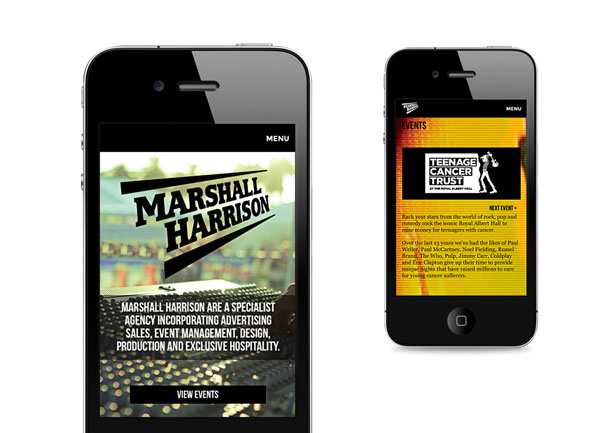 MENU
MARSHALL
HARRISON
MARSHALL HARRISON ARE A SPECIALIST
AGENCY INCORPORATING ADVERTISING
SALES, EVENT MANAGEMENT, DESIGN,
PRODUCTION AND EXCLUSIVE HOSPITALITY.
VIEW EVENTS
MENU
EVENTS
TEENAGE
CANCER
TRUST
AT THE ROYAL ALBERT HALL
NEXT EVENT >
Each year stars from the world of rock, pop and
comedy rock the iconic Royal Albert Hall to
raise money for teenagers with cancer.
Over the last 13 years we've had the likes of Paul
Weller, Paul McCartney, Noel Fielding, Russel
Brand, The Who, Pulp, Jimmy Carr, Coldplay
and Eric Clapton give up their time to provide
unique nights that have raised millions to care
for young cancer sufferers.